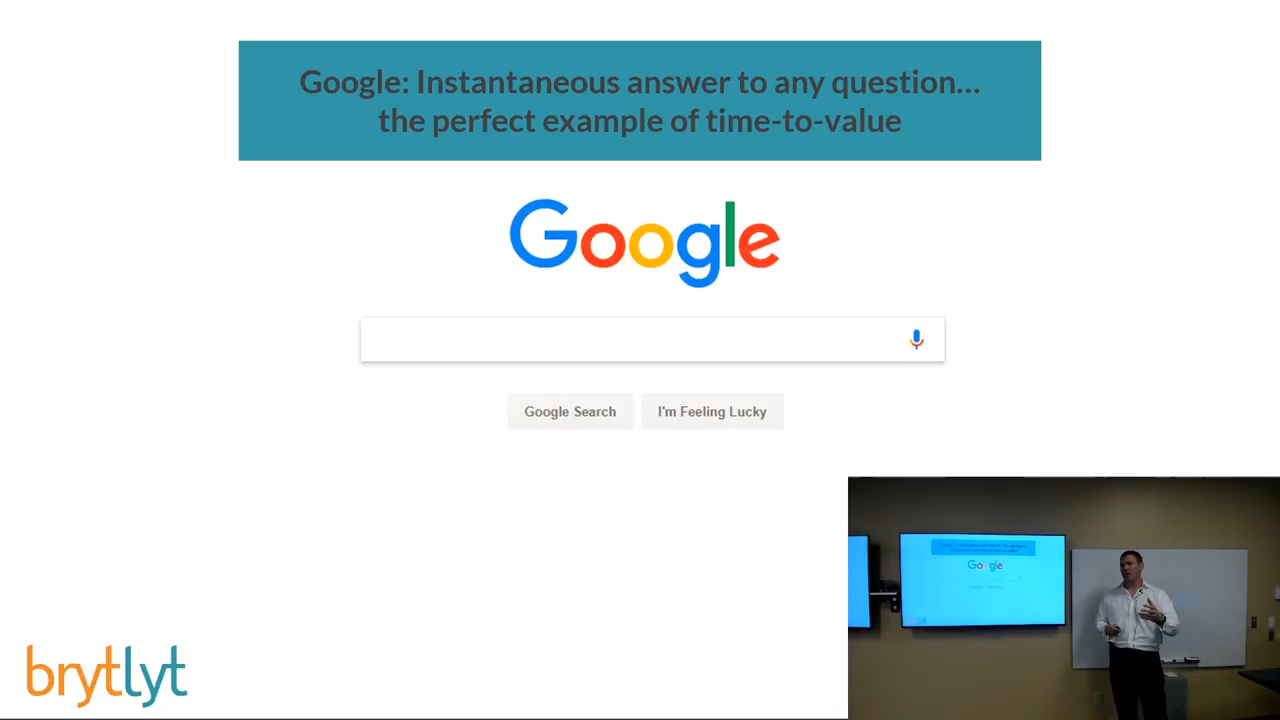 Google: Instantaneous answer to any question...
the perfect example of time-to-value
Google
Google Search
I'm Feeling Lucky
brytlyt
Google